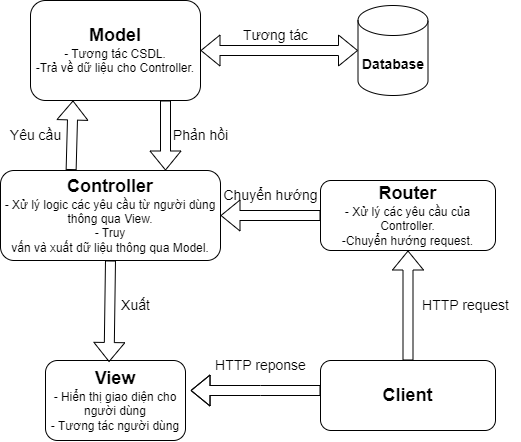 Model
- Tương tác CSDL.
-Trả về dữ liệu cho Controller.
Tương tác
Database
Yêu cầu
Phản hồi
Controller
- Xử lý logic các yêu cầu từ người dùng
thông qua View.
- Truy
vấn và xuất dữ liệu thông qua Model.
Chuyển hướng
Router
- Xử lý các yêu cầu của
Controller.
-Chuyển hướng request.
Xuất
HTTP request
View
- Hiển thị giao diện cho
người dùng
- Tương tác người dùng
HTTP reponse
Client